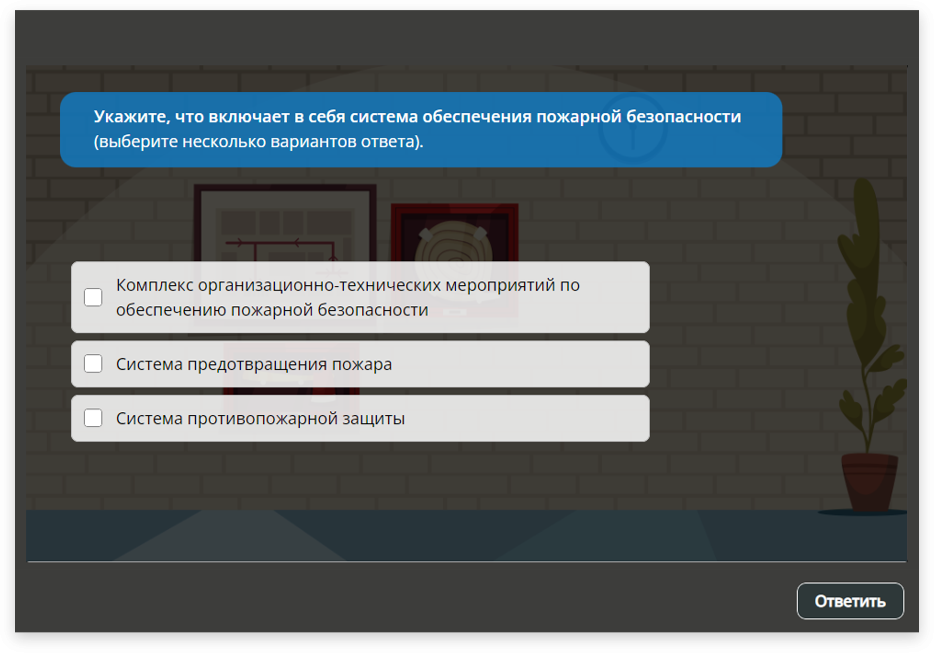 Укажите, что включает в себя система обеспечения пожарной безопасности
(выберите несколько вариантов ответа).
Комплекс организационно-технических мероприятий по
обеспечению пожарной безопасности
Система предотвращения пожара
Система противопожарной защиты
Ответить